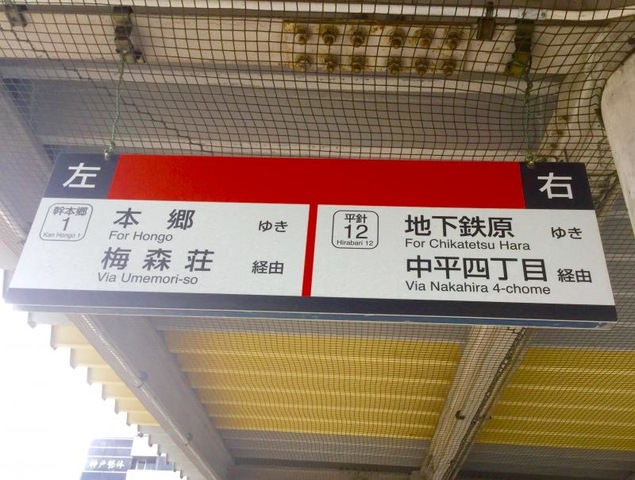 左
幹本郷
1
Kan Hongo 1
本郷 ゆき
For Hongo
梅森荘 経由
Via Umemori-so
右
平針
12
Hirabari 12
地下鉄原 ゆき
For Chikatetsu Hara
中平四丁目 経由
Via Nakahira 4-chome